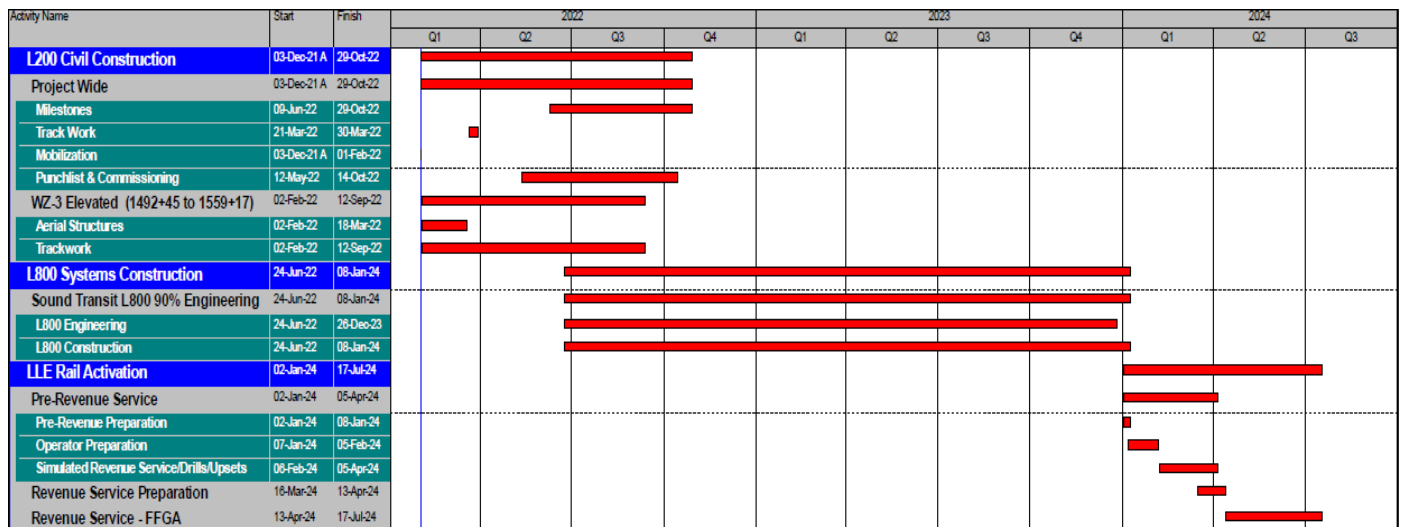 Activity Name Start Finish 2022 2023 2024
Q1 Q2 Q3 Q4 Q1 Q2 Q3 Q4 Q1 Q2 Q3
L200 Civil Construction 03-Dec-21 A 29-Oct-22
Project Wide 03-Dec-21 A 29-Oct-22
Milestones 09-Jun-22 29-Oct-22
Track Work 21-Mar-22 30-Mar-22
Mobilization 03-Dec-21 A 01-Feb-22
Punchlist & Commissioning 12-May-22 14-Oct-22
WZ-3 Elevated (1492+45 to 1559+17) 02-Feb-22 12-Sep-22
Aerial Structures 02-Feb-22 18-Mar-22
Trackwork 02-Feb-22 12-Sep-22
L800 Systems Construction 24-Jun-22 08-Jan-24
Sound Transit L800 90% Engineering 24-Jun-22 08-Jan-24
L800 Engineering 24-Jun-22 26-Dec-23
L800 Construction 24-Jun-22 08-Jan-24
LLE Rail Activation 02-Jan-24 17-Jul-24
Pre-Revenue Service 02-Jan-24 05-Apr-24
Pre-Revenue Preparation 02-Jan-24 08-Jan-24
Operator Preparation 07-Jan-24 05-Feb-24
Simulated Revenue Service/Drills/Upsets 06-Feb-24 05-Apr-24
Revenue Service Preparation 16-Mar-24 13-Apr-24
Revenue Service - FFGA 13-Apr-24 17-Jul-24